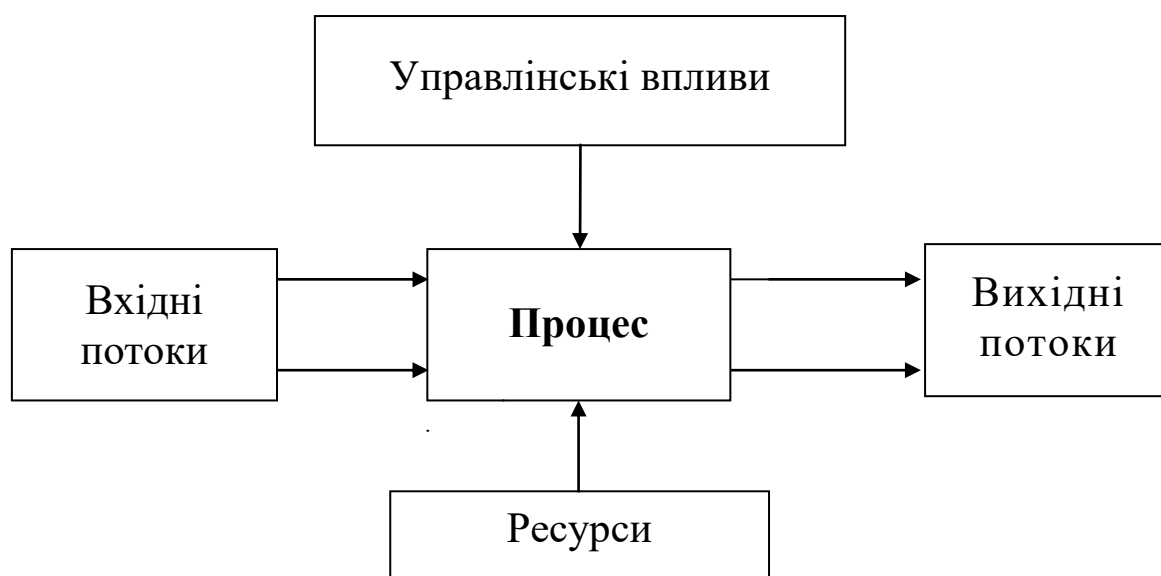 Управлінські впливи
Вхідні
потоки
Процес
Вихідні
потоки
Ресурси